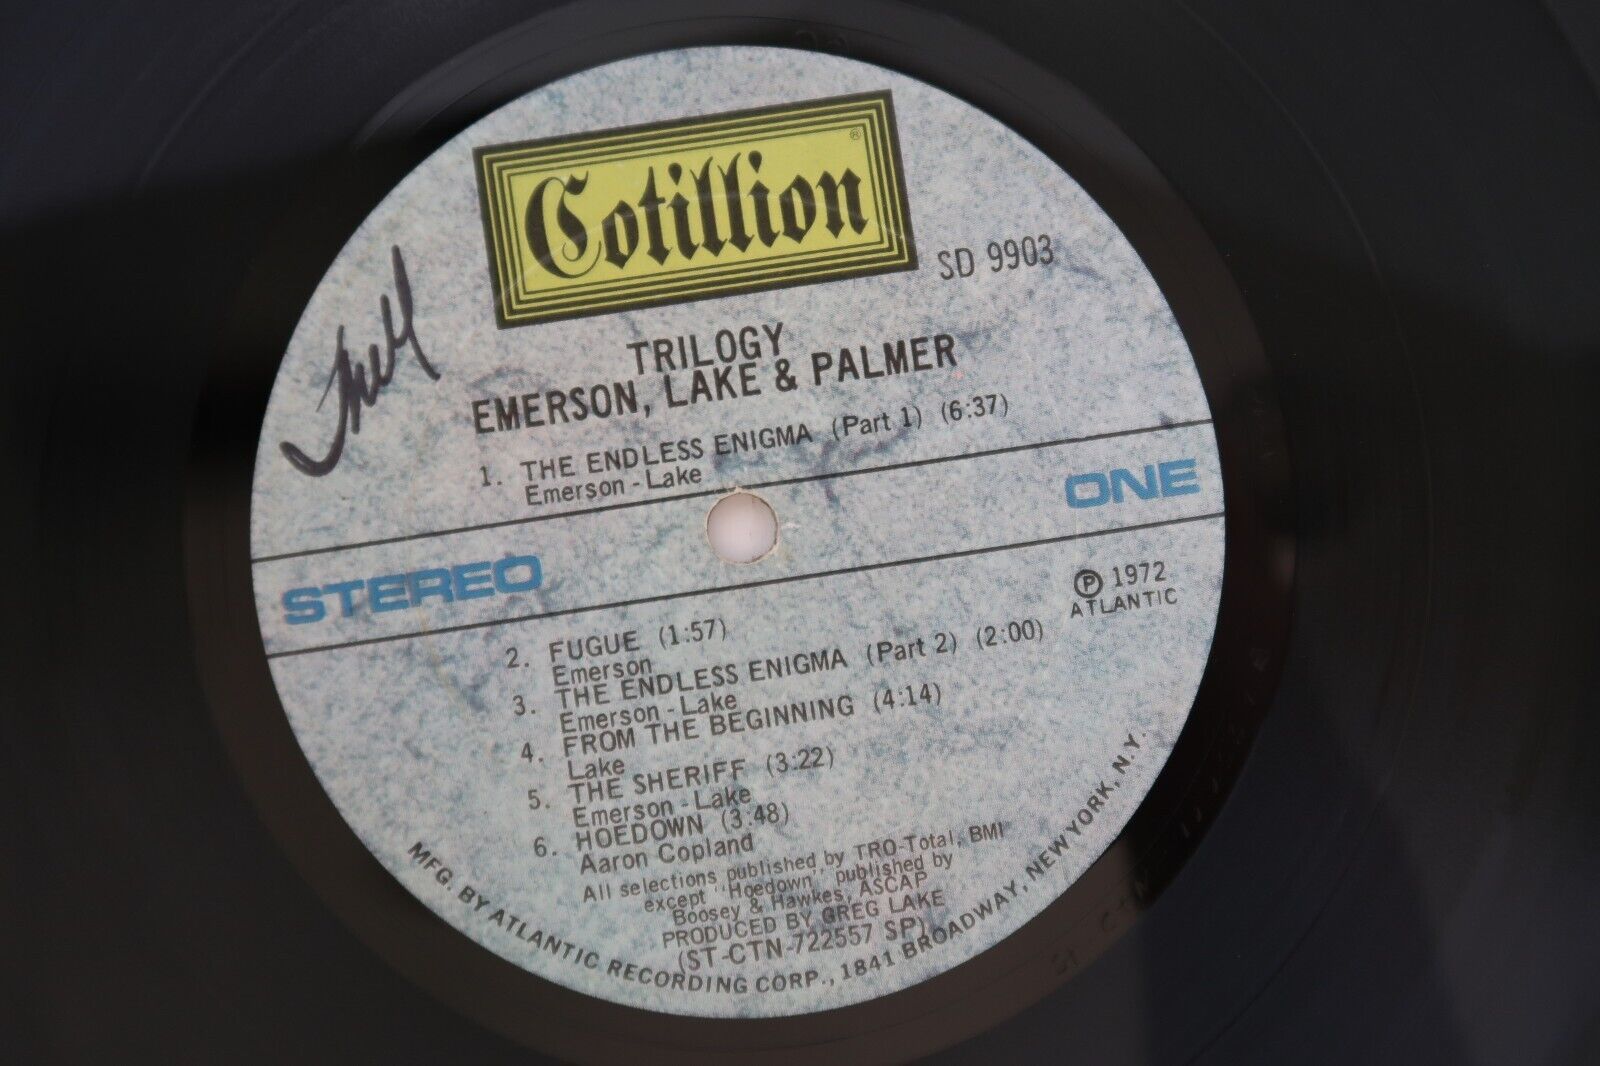 Cotillion ®
SD 9903
TRILOGY
EMERSON, LAKE & PALMER
1. THE ENDLESS ENIGMA (Part 1) (6:37)
Emerson - Lake
STEREO
ONE
℗ 1972
ATLANTIC
2. FUGUE (1:57)
Emerson
3. THE ENDLESS ENIGMA (Part 2) (2:00)
Emerson - Lake
4. FROM THE BEGINNING (4:14)
Lake
5. THE SHERIFF (3:22)
Emerson - Lake
6. HOEDOWN (3:48)
Aaron Copland
All selections published by TRO-Total, BMI
except "Hoedown" published by
Boosey & Hawkes, ASCAP
PRODUCED BY GREG LAKE
(ST-CTN-722557 SP)
MFG. BY ATLANTIC RECORDING CORP., 1841 BROADWAY, NEW YORK, N.Y.